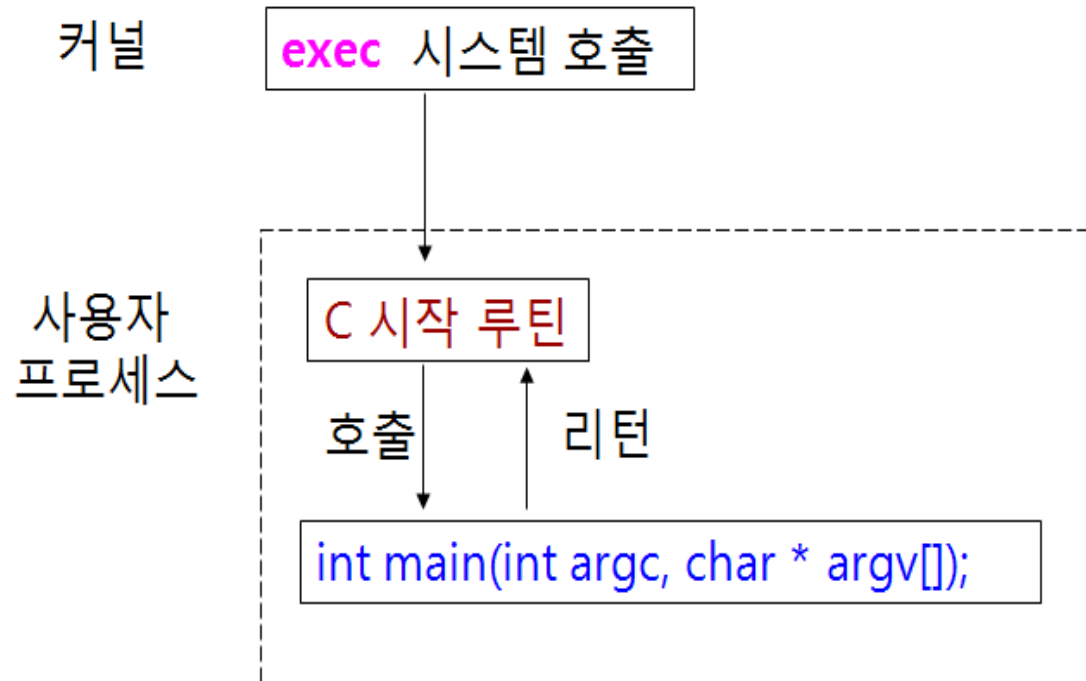 커널
exec 시스템 호출
사용자
프로세스
C 시작 루틴
호출
리턴
int main(int argc, char * argv[]);